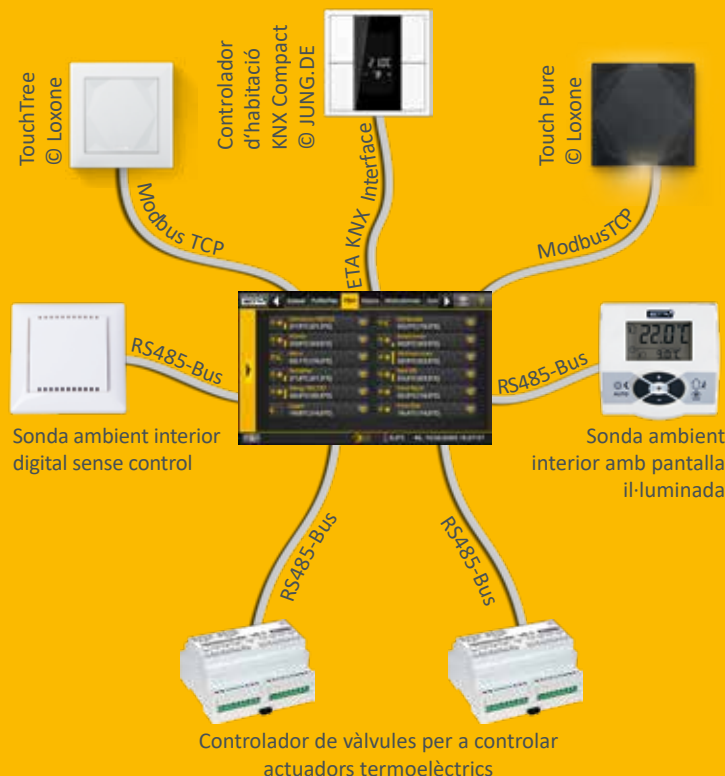 TouchTree
© Loxone
Controlador
d‘habitació
KNX Compact
© JUNG.DE
Touch Pure
© Loxone
Modbus TCP
ETA KNX Interface
ModbusTCP
RS485-Bus
RS485-Bus
22.0°C
AUTO
Sonda ambient interior
digital sense control
Sonda ambient
interior amb pantalla
il·luminada
RS485-Bus
RS485-Bus
Controlador de vàlvules per a controlar
actuadors termoelèctrics